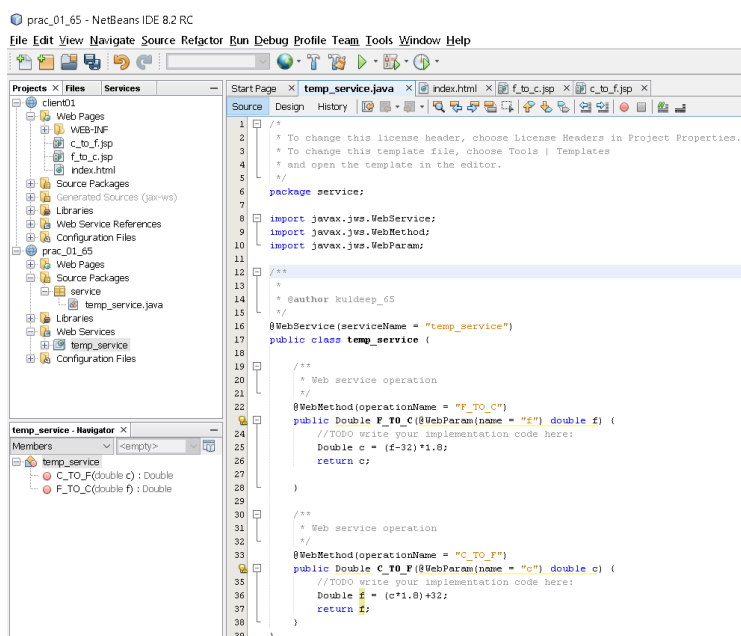 prac_01_65 - NetBeans IDE 8.2 RC
File Edit View Navigate Source Refactor Run Debug Profile Team Tools Window Help
Projects × Files Services
client01
Web Pages
WEB-INF
c_to_f.jsp
f_to_c.jsp
index.html
Source Packages
Generated Sources (jax-ws)
Libraries
Web Service References
Configuration Files
prac_01_65
Web Pages
Source Packages
service
temp_service.java
Libraries
Web Services
temp_service
Configuration Files
temp_service - Navigator ×
Members <empty>
temp_service
C_TO_F(double c) : Double
F_TO_C(double f) : Double
Start Page × temp_service.java × index.html × f_to_c.jsp × c_to_f.jsp ×
Source Design History
1 /*
2 * To change this license header, choose License Headers in Project Properties.
3 * To change this template file, choose Tools | Templates
4 * and open the template in the editor.
5 */
6 package service;
7
8 import javax.jws.WebService;
9 import javax.jws.WebMethod;
10 import javax.jws.WebParam;
11
12 /**
13 *
14 * @author kuldeep_65
15 */
16 @WebService(serviceName = "temp_service")
17 public class temp_service {
18
19 /**
20 * Web service operation
21 */
22 @WebMethod(operationName = "F_TO_C")
public Double F_TO_C(@WebParam(name = "f") double f) {
24 //TODO write your implementation code here:
25 Double c = (f-32)*1.8;
26 return c;
27
28 }
29
30 /**
31 * Web service operation
32 */
33 @WebMethod(operationName = "C_TO_F")
public Double C_TO_F(@WebParam(name = "c") double c) {
35 //TODO write your implementation code here:
36 Double f = (c*1.8)+32;
37 return f;
38 }
39 }